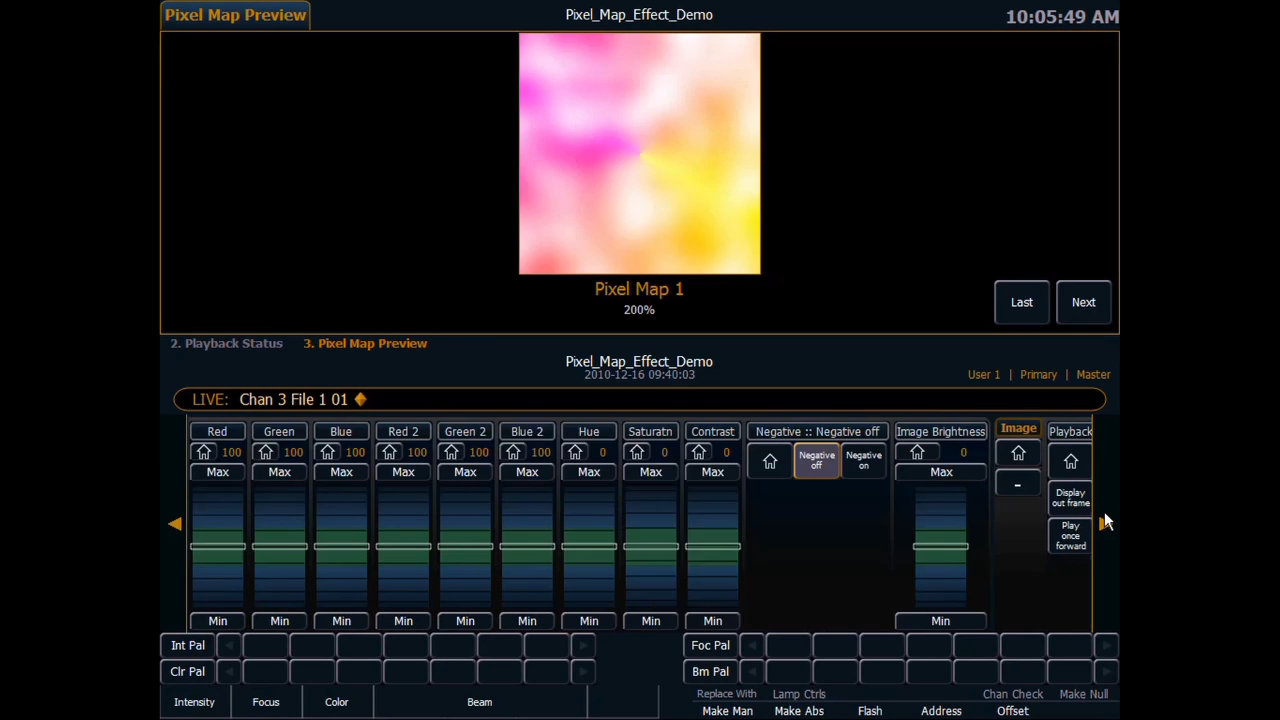 Pixel Map Preview
Pixel_Map_Effect_Demo
10:05:49 AM
Pixel Map 1
200%
Last
Next
2. Playback Status
3. Pixel Map Preview
Pixel_Map_Effect_Demo
2010-12-16 09:40:03
User 1 | Primary | Master
LIVE: Chan 3 File 1 01
Red
Green
Blue
Red 2
Green 2
Blue 2
Hue
Saturatn
Contrast
Negative :: Negative off
Image Brightness
Image
Playback
100
100
100
100
100
100
0
0
0
Negative off
Negative on
0
-
Display out frame
Play once forward
Max
Max
Max
Max
Max
Max
Max
Max
Max
Max
Min
Min
Min
Min
Min
Min
Min
Min
Min
Min
Int Pal
Foc Pal
Clr Pal
Bm Pal
Intensity
Focus
Color
Beam
Replace With
Lamp Ctrls
Chan Check
Make Null
Make Man
Make Abs
Flash
Address
Offset